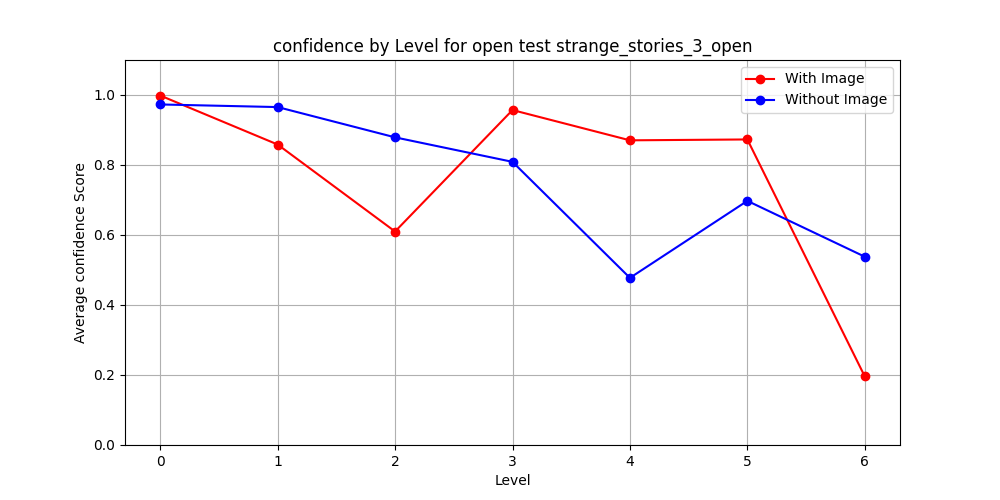 confidence by Level for open test strange_stories_3_open
With Image
Without Image
Average confidence Score
1.0
0.8
0.6
0.4
0.2
0.0
0 1 2 3 4 5 6
Level